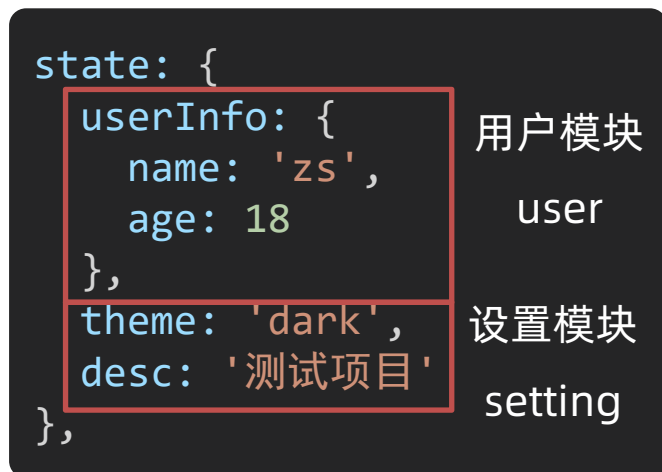 state: {
userInfo: {
name: 'zs',
age: 18
},
theme: 'dark',
desc: '测试项目'
},
用户模块
user
设置模块
setting